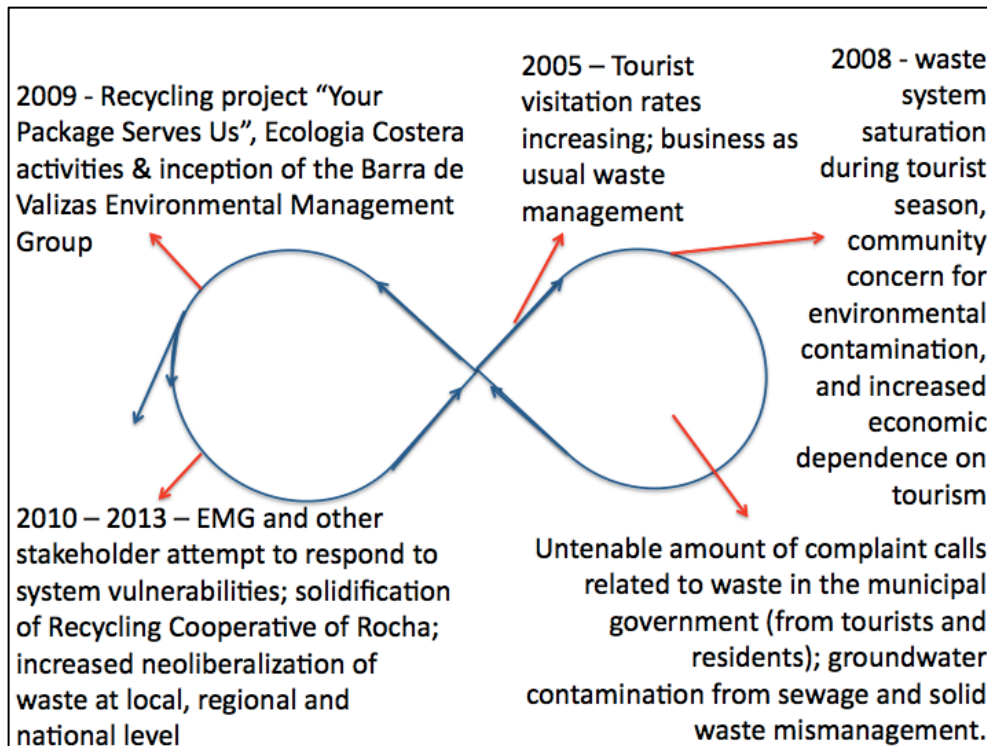 2009 - Recycling project “Your
Package Serves Us”, Ecologia Costera
activities & inception of the Barra de
Valizas Environmental Management
Group
2005 – Tourist
visitation rates
increasing; business as
usual waste
management
2008 - waste
system
saturation
during tourist
season,
community
concern for
environmental
contamination,
and increased
economic
dependence on
tourism
2010 – 2013 – EMG and other
stakeholder attempt to respond to
system vulnerabilities; solidification
of Recycling Cooperative of Rocha;
increased neoliberalization of
waste at local, regional and
national level
Untenable amount of complaint calls
related to waste in the municipal
government (from tourists and
residents); groundwater
contamination from sewage and solid
waste mismanagement.